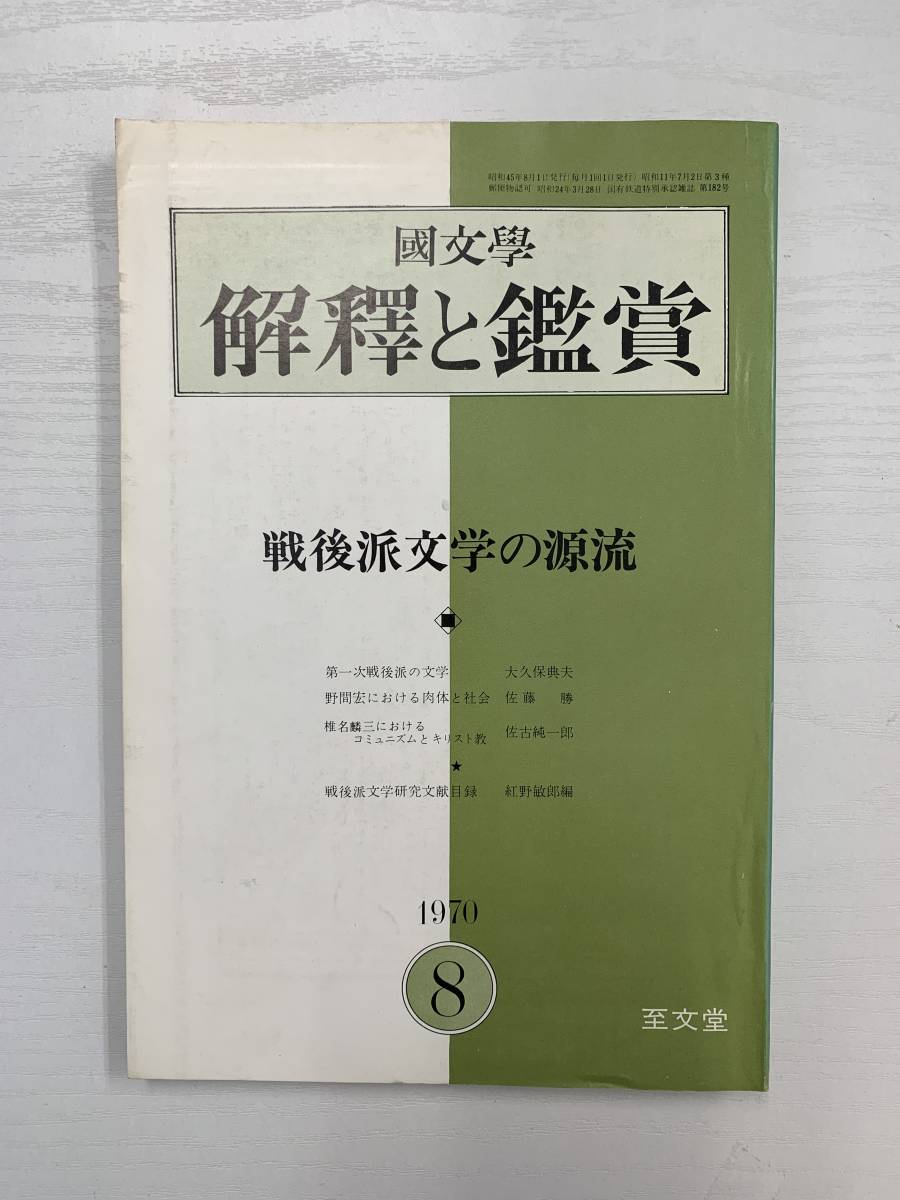 昭和45年8月1日発行(毎月1回1日発行) 昭和11年7月2日第3種
郵便物認可 昭和24年3月28日 国有鉄道特別承認雑誌 第182号
國文學
解釋と鑑賞
戦後派文学の源流
第一次戦後派の文学 大久保典夫
野間宏における肉体と社会 佐藤 勝
椎名麟三における
コミュニズムとキリスト教 佐古純一郎
★
戦後派文学研究文献目録 紅野敏郎編
1970
8
至文堂